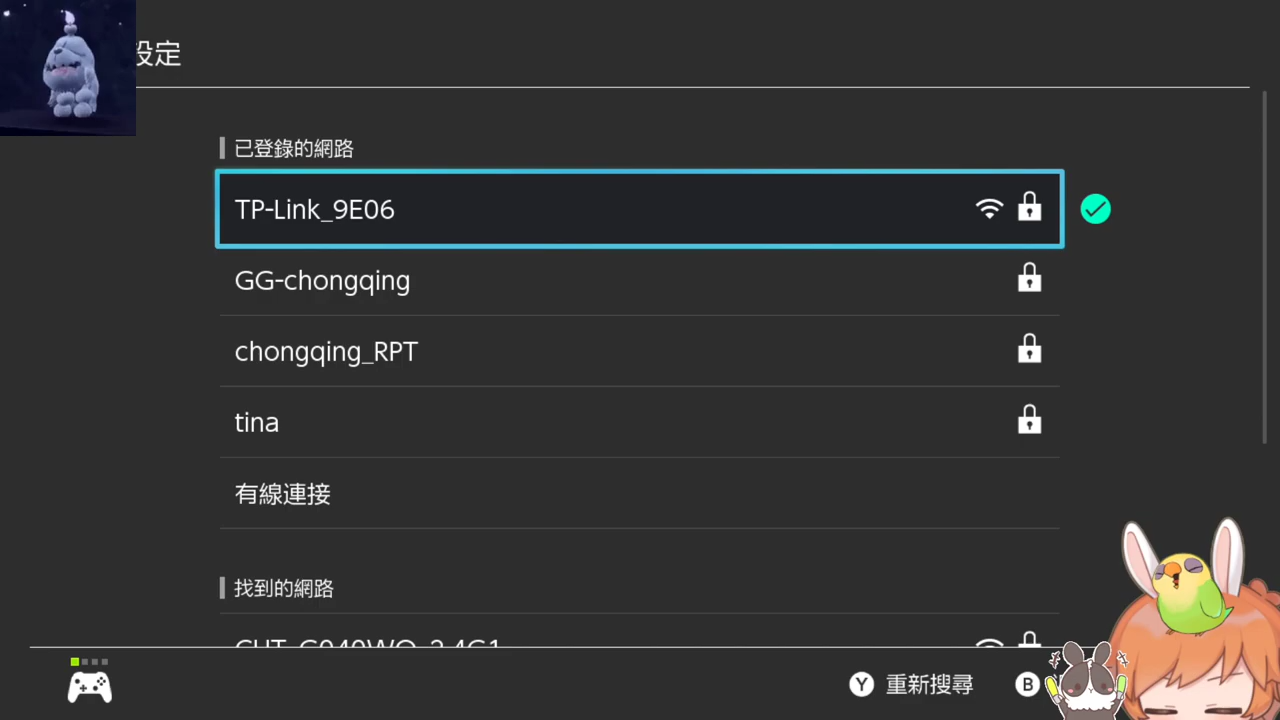 設定
已登錄的網路
TP-Link_9E06
GG-chongqing
chongqing_RPT
tina
有線連接
找到的網路
Y 重新搜尋 B